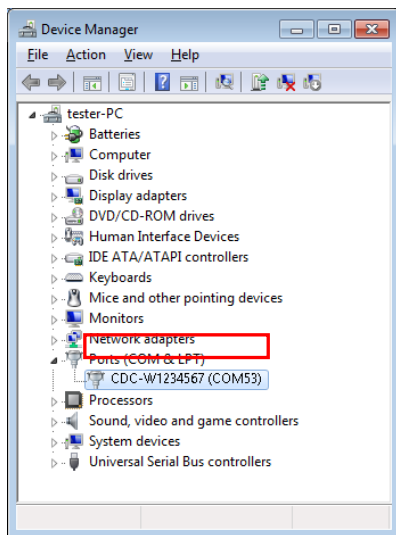 Device Manager
File Action View Help
tester-PC
Batteries
Computer
Disk drives
Display adapters
DVD/CD-ROM drives
Human Interface Devices
IDE ATA/ATAPI controllers
Keyboards
Mice and other pointing devices
Monitors
Network adapters
Ports (COM & LPT)
CDC-W1234567 (COM53)
Processors
Sound, video and game controllers
System devices
Universal Serial Bus controllers